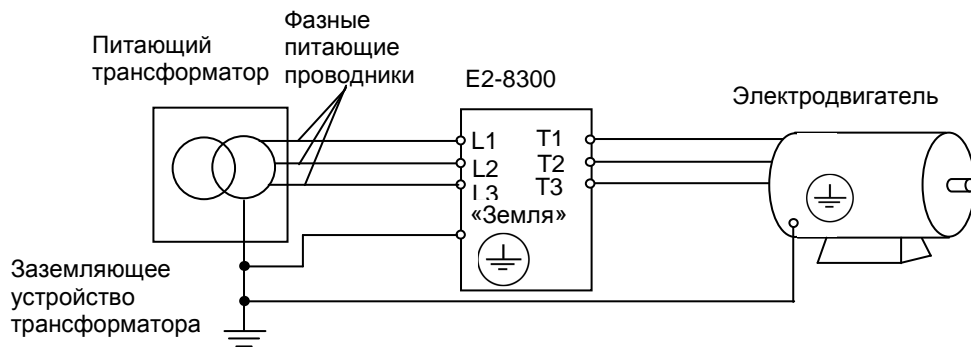 Фазные
питающие
проводники
Питающий
трансформатор
E2-8300
Электродвигатель
L1
T1
L2
T2
L3
T3
«Земля»
Заземляющее
устройство
трансформатора